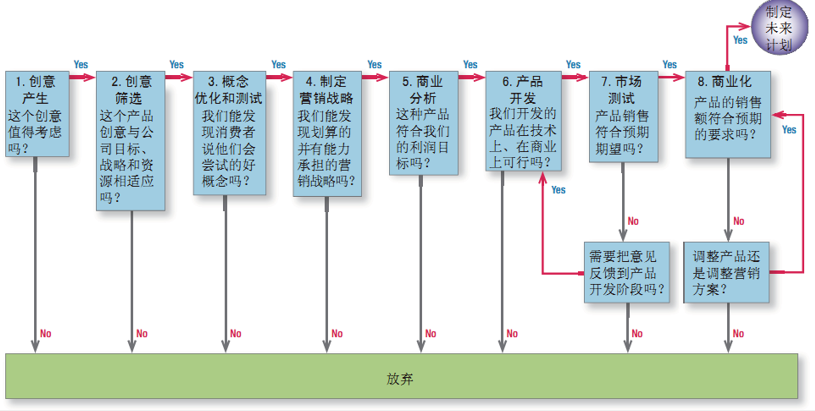 制定
未来
计划
Yes
Yes
Yes
Yes
Yes
Yes
Yes
Yes
1. 创意
产生
这个创意
值得考虑
吗？
2. 创意
筛选
这个产品
创意与公
司目标、
战略和资
源相适应
吗？
3. 概念
优化和测试
我们能发
现消费者
说他们会
尝试的好
概念吗？
4. 制定
营销战略
我们能发
现划算的
并有能力
承担的营
销战略吗？
5. 商业
分析
这种产品
符合我们
的利润目
标吗？
6. 产品
开发
我们开发的
产品在技术
上、在商业
上可行吗？
7. 市场
测试
产品销售
符合预期
期望吗？
8. 商业化
产品的销售
额符合预期
的要求吗？
Yes
Yes
No
No
需要把意见
反馈到产品
开发阶段吗？
调整产品还
是调整营销
方案？
No
No
No
No
No
No
No
No
放弃